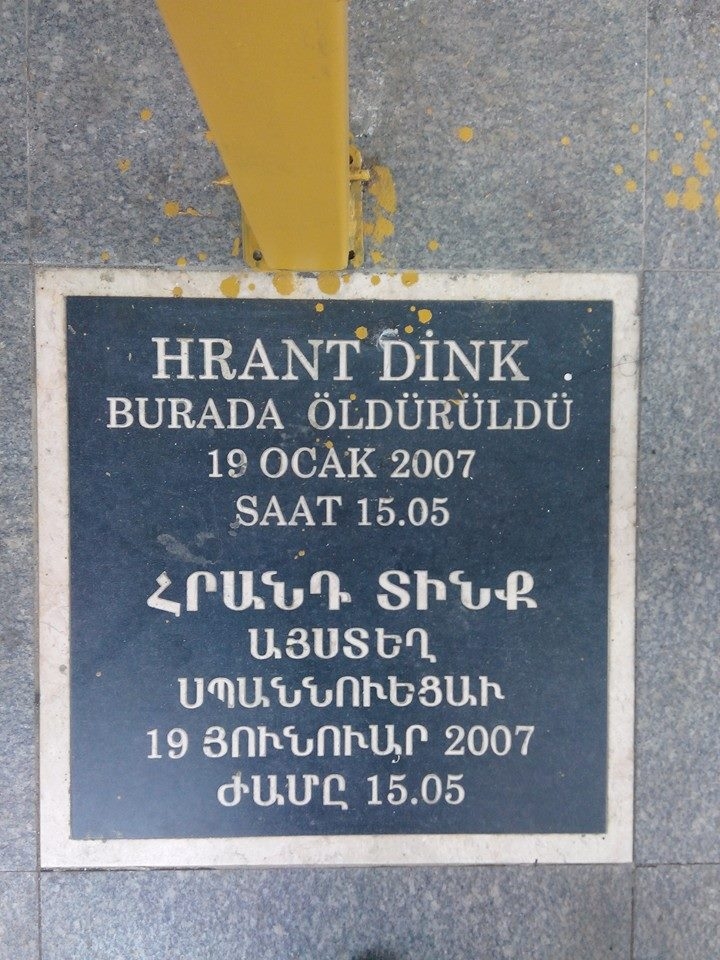 HRANT DİNK
BURADA ÖLDÜRÜLDÜ
19 OCAK 2007
SAAT 15.05
ՀՐԱՆԴ ՏԻՆՔ
ԱՅՍՏԵՂ
ՍՊԱՆՆՈՒԵՑԱՒ
19 ՅՈՒՆՈՒԱՐ 2007
ԺԱՄԸ 15.05